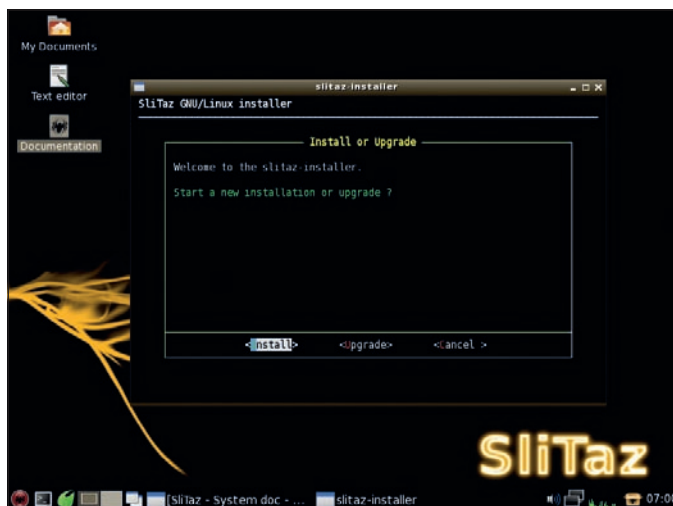 My Documents
Text editor
Documentation
slitaz-installer
SliTaz GNU/Linux installer
Install or Upgrade
Welcome to the slitaz-installer.
Start a new installation or upgrade ?
<Install> <Upgrade> <Cancel >
SliTaz
[SliTaz - System doc - ... slitaz-installer 07:00